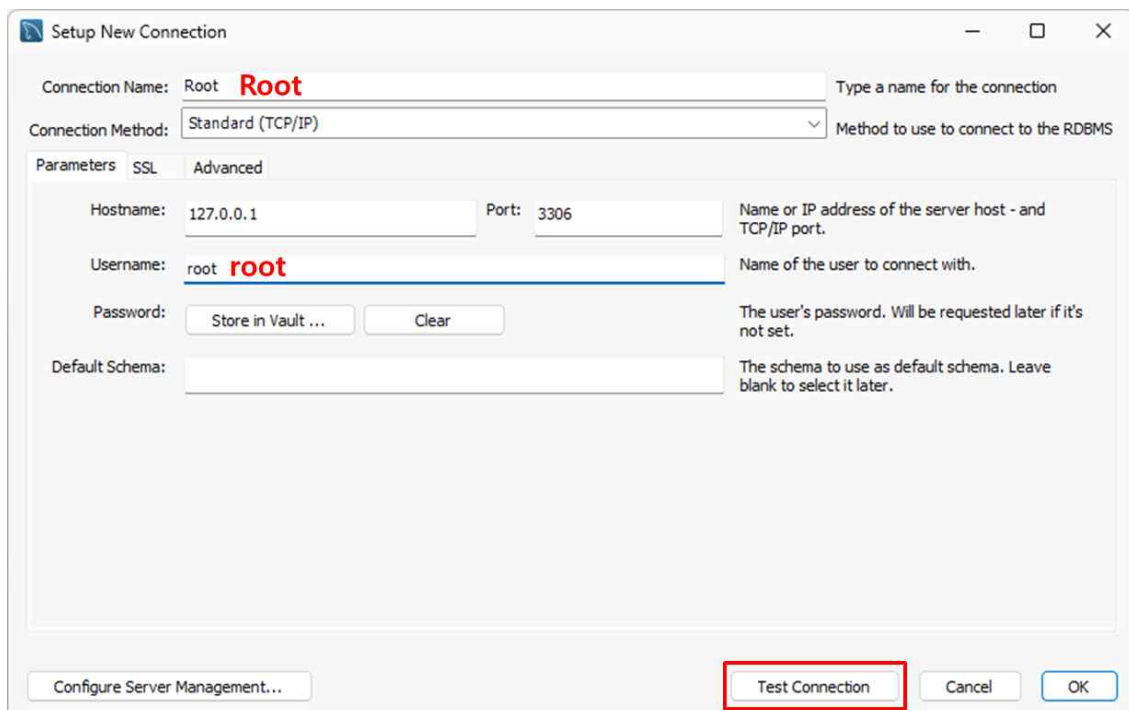 Setup New Connection
Connection Name: Root Root Type a name for the connection
Connection Method: Standard (TCP/IP) Method to use to connect to the RDBMS
Parameters SSL Advanced
Hostname: 127.0.0.1 Port: 3306 Name or IP address of the server host - and
TCP/IP port.
Username: root root Name of the user to connect with.
Password: Store in Vault ... Clear The user's password. Will be requested later if it's
not set.
Default Schema: The schema to use as default schema. Leave
blank to select it later.
Configure Server Management... Test Connection Cancel OK